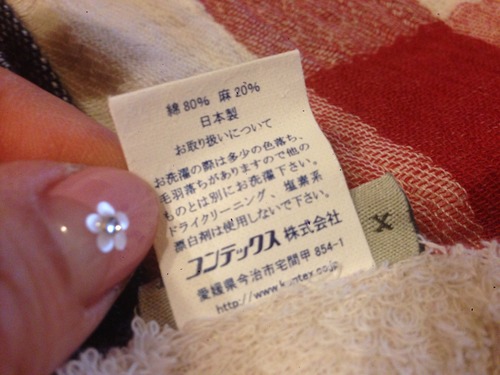 綿80% 麻20%
日本製
お取り扱いについて
お洗濯の際は多少の色落ち、
毛羽落ちがありますので他の
ものとは別にお洗濯下さい。
ドライクリーニング、塩素系
漂白剤は使用しないで下さい。
コンテックス株式会社
愛媛県今治市宅間甲 854-1
http://www.kontex.co.jp
x